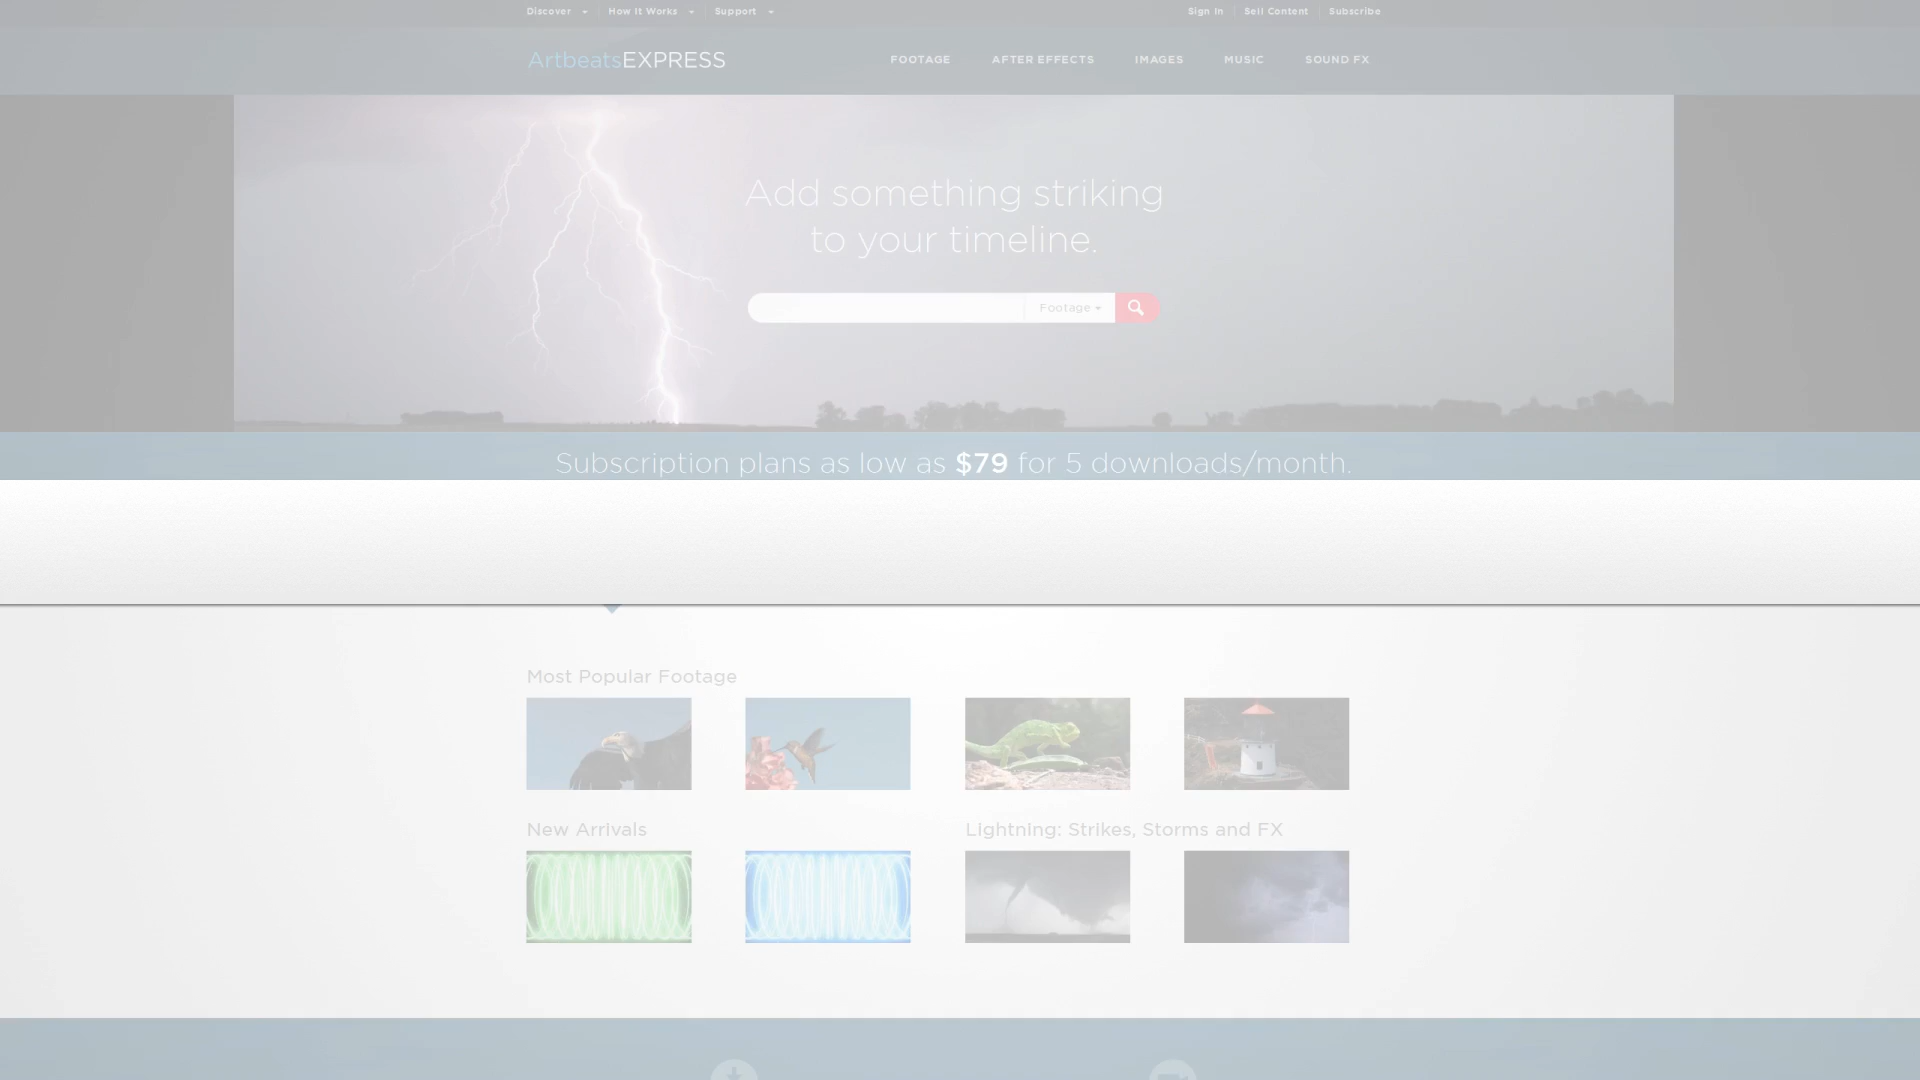 Discover
How It Works
Support
Sign In
Sell Content
Subscribe
ArtbeatsEXPRESS
FOOTAGE
AFTER EFFECTS
IMAGES
MUSIC
SOUND FX
Add something striking
to your timeline.
Footage
Subscription plans as low as $79 for 5 downloads/month.
Most Popular Footage
New Arrivals
Lightning: Strikes, Storms and FX